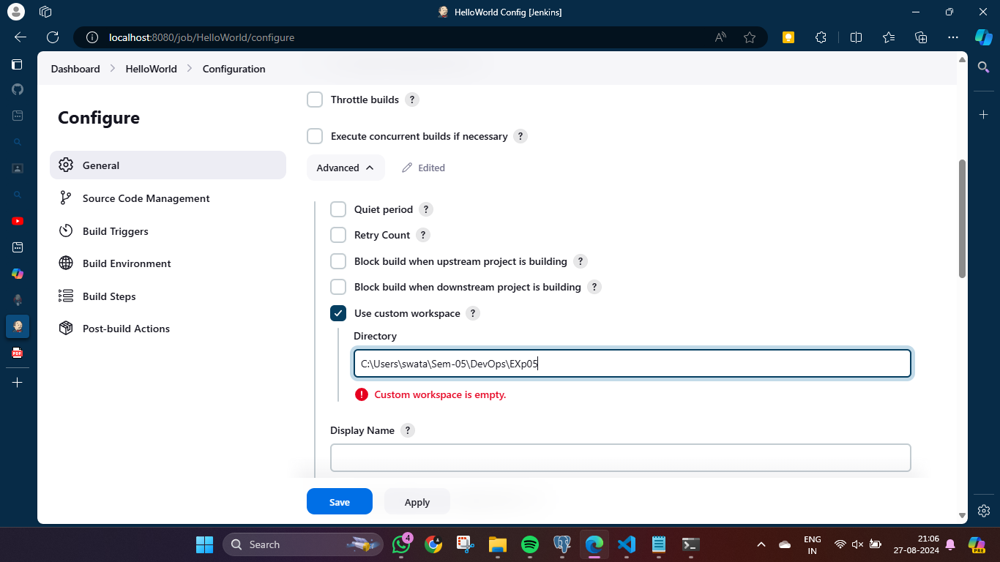 HelloWorld Config [Jenkins]
localhost:8080/job/HelloWorld/configure
Dashboard > HelloWorld > Configuration
Configure
General
Source Code Management
Build Triggers
Build Environment
Build Steps
Post-build Actions
Throttle builds ?
Execute concurrent builds if necessary ?
Advanced Edited
Quiet period ?
Retry Count ?
Block build when upstream project is building ?
Block build when downstream project is building ?
Use custom workspace ?
Directory
C:\Users\swata\Sem-05\DevOps\EXp05
! Custom workspace is empty.
Display Name ?
Save Apply
Search
4
ENG
IN
21:06
27-08-2024
PRE